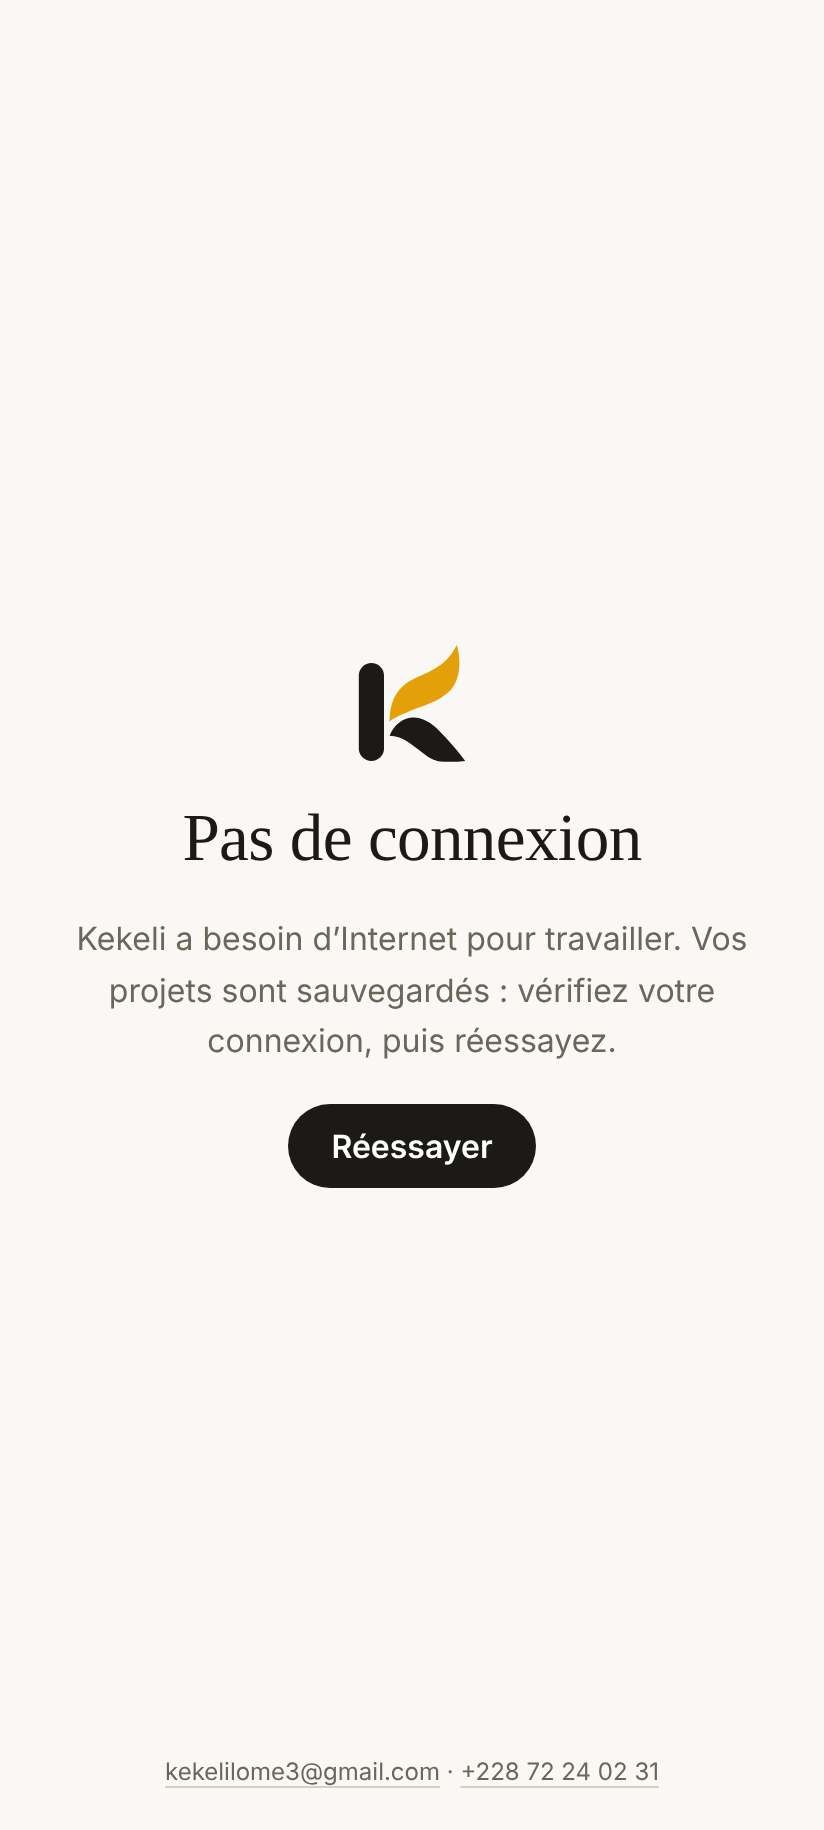 Pas de connexion
Kekeli a besoin d’Internet pour travailler. Vos
projets sont sauvegardés : vérifiez votre
connexion, puis réessayez.
Réessayer
kekelilome3@gmail.com · +228 72 24 02 31